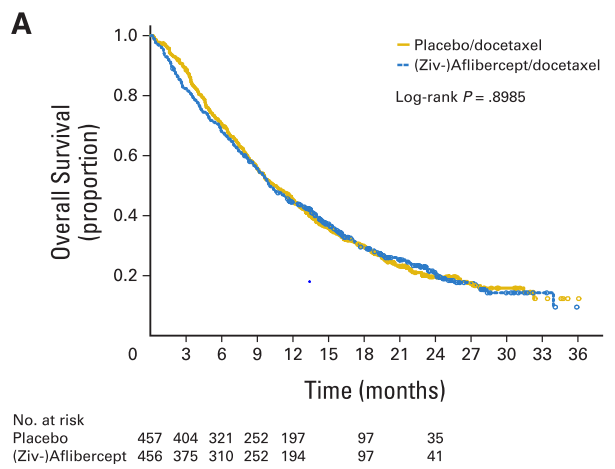 A
Placebo/docetaxel
(Ziv-)Aflibercept/docetaxel
Log-rank P = .8985
Overall Survival
(proportion)
1.0
0.8
0.6
0.4
0.2
0 3 6 9 12 15 18 21 24 27 30 33 36
Time (months)
No. at risk
Placebo 457 404 321 252 197 97 35
(Ziv-)Aflibercept 456 375 310 252 194 97 41